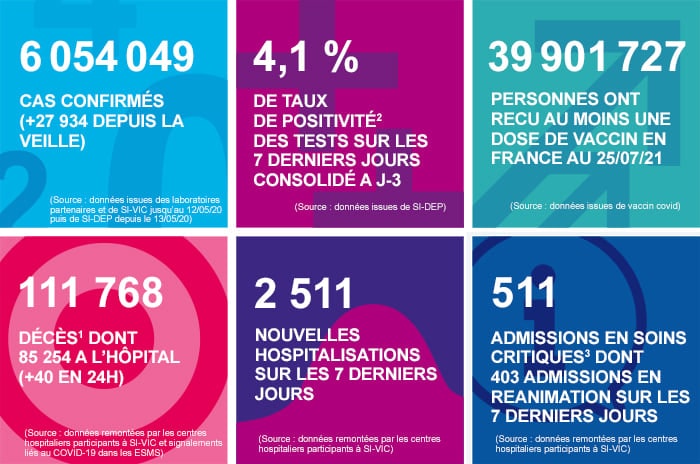 6 054 049
CAS CONFIRMÉS
(+27 934 DEPUIS LA
VEILLE)
(Source : données issues des laboratoires
partenaires et de SI-VIC jusqu'au 12/05/20
puis de SI-DEP depuis le 13/05/20)
4,1 %
DE TAUX
DE POSITIVITÉ²
DES TESTS SUR LES
7 DERNIERS JOURS
CONSOLIDÉ A J-3
(Source : données issues de SI-DEP)
39 901 727
PERSONNES ONT
RECU AU MOINS UNE
DOSE DE VACCIN EN
FRANCE AU 25/07/21
(Source : données issues de vaccin covid)
111 768
DÉCÈS¹ DONT
85 254 A L'HÔPITAL
(+40 EN 24H)
(Source : données remontées par les centres
hospitaliers participants à SI-VIC et signalements
liés au COVID-19 dans les ESMS)
2 511
NOUVELLES
HOSPITALISATIONS
SUR LES 7 DERNIERS
JOURS
(Source : données remontées par les centres
hospitaliers participants à SI-VIC)
511
ADMISSIONS EN SOINS
CRITIQUES³ DONT
403 ADMISSIONS EN
REANIMATION SUR LES
7 DERNIERS JOURS
(Source : données remontées par les centres
hospitaliers participants à SI-VIC)